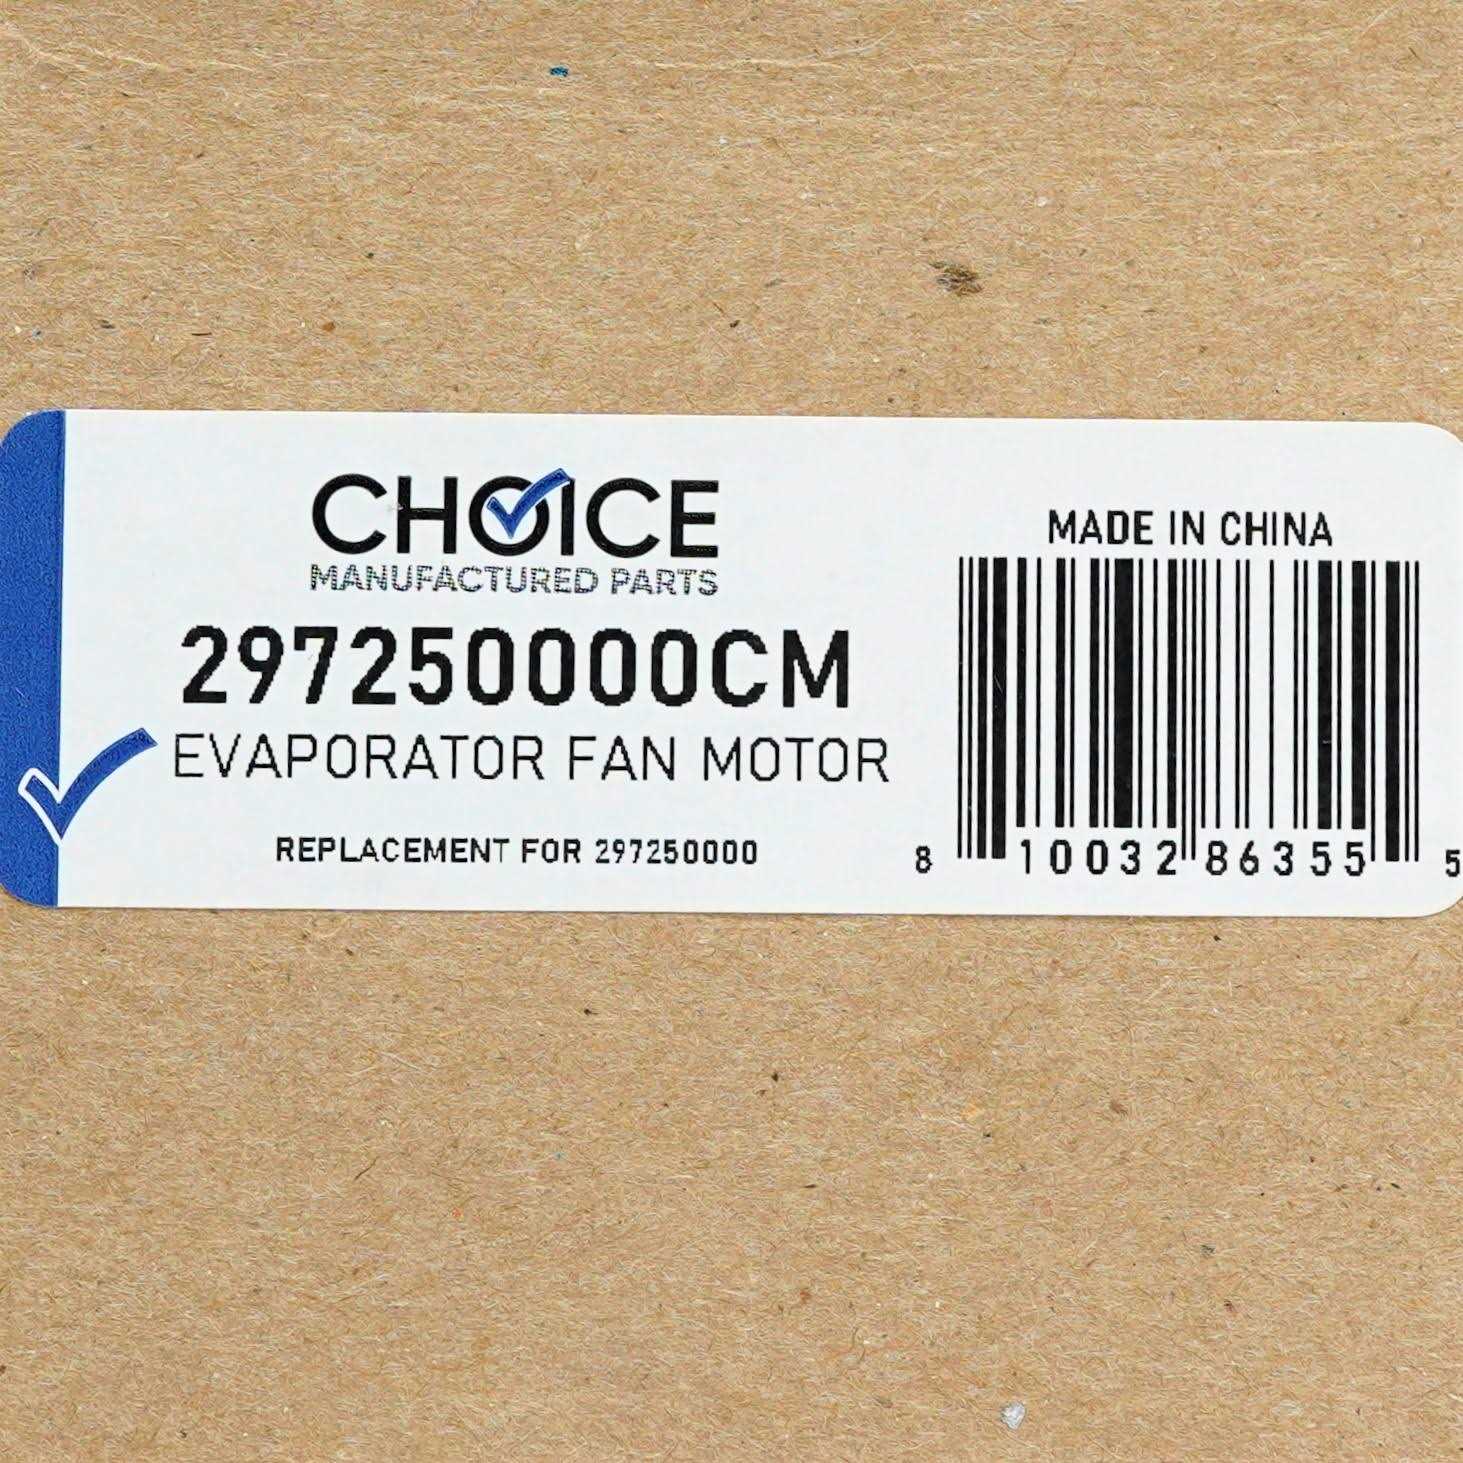 CHOICE
MANUFACTURED PARTS
297250000CM
EVAPORATOR FAN MOTOR
REPLACEMENT FOR 297250000
MADE IN CHINA
8 10032 86355 5